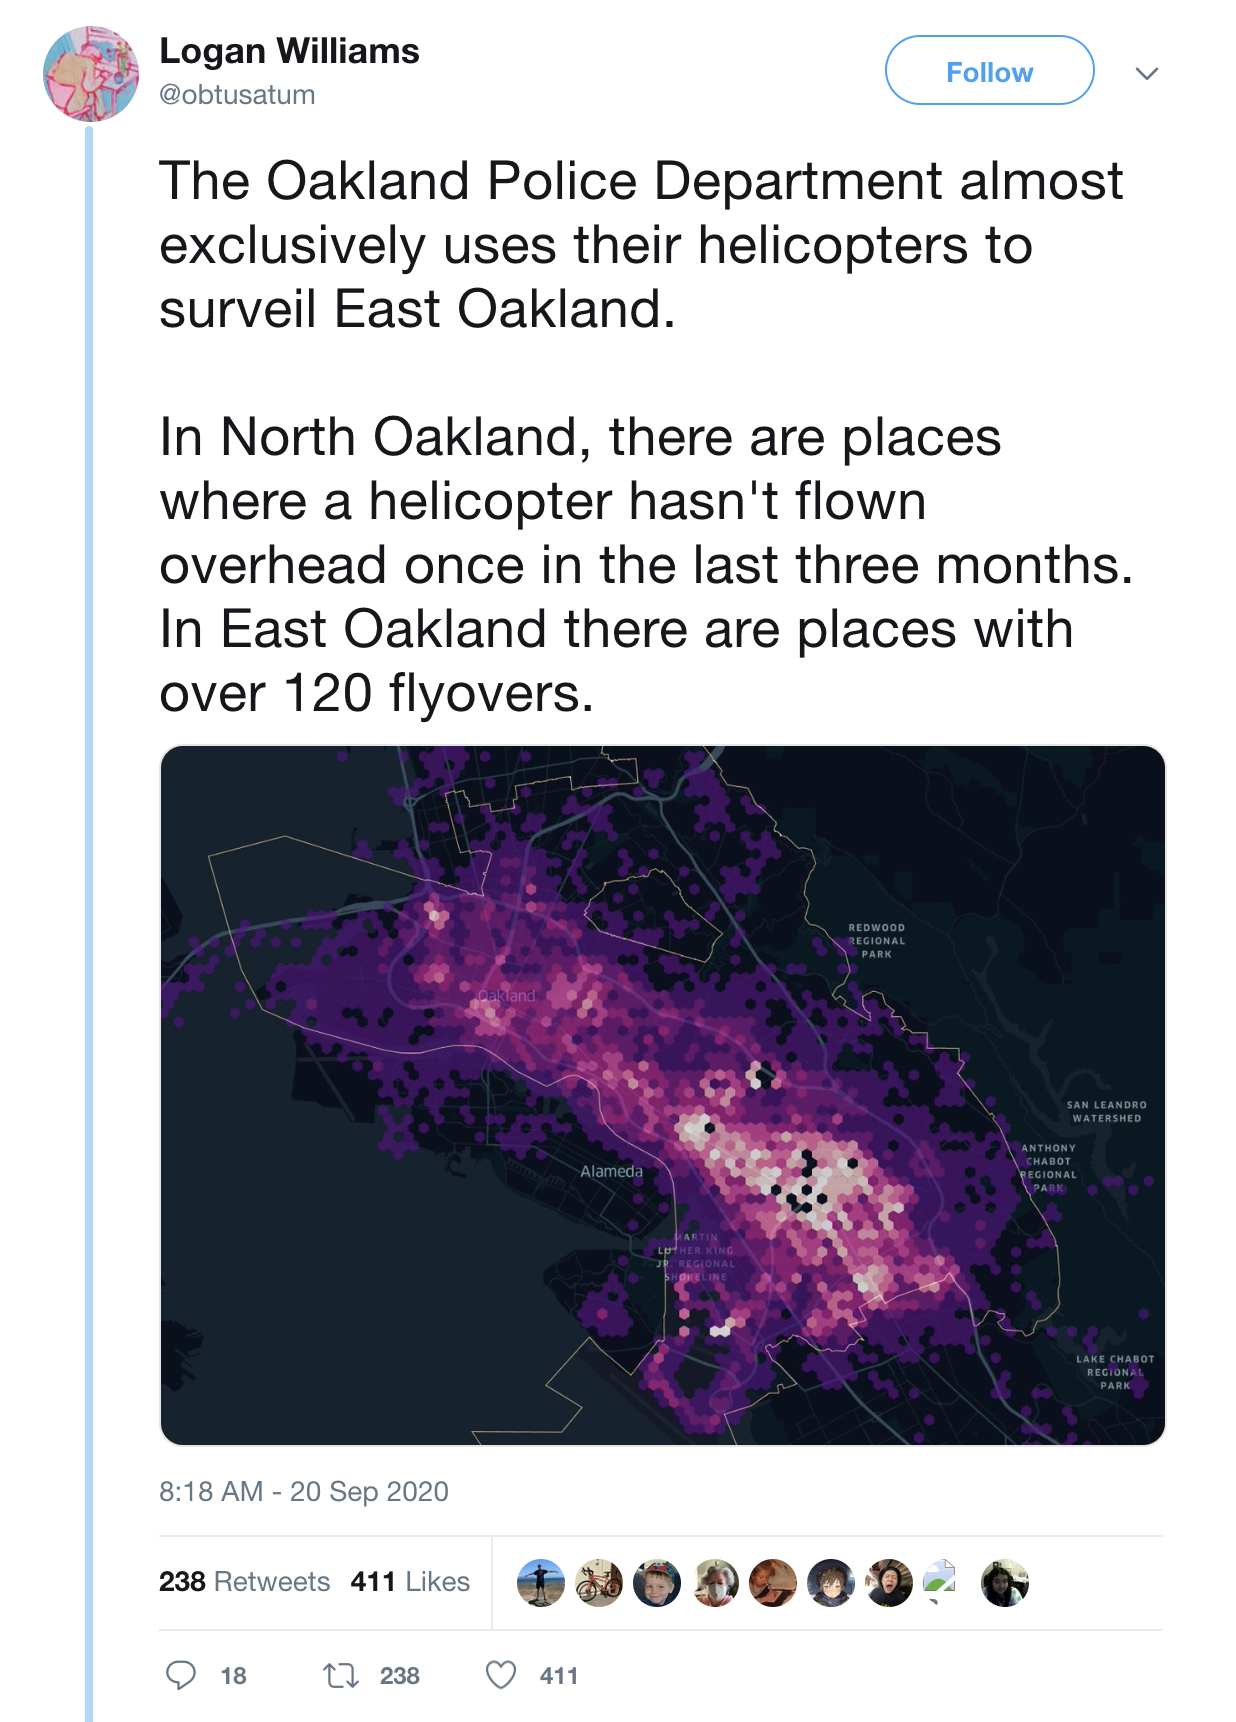 Logan Williams
@obtusatum
Follow
The Oakland Police Department almost
exclusively uses their helicopters to
surveil East Oakland.
In North Oakland, there are places
where a helicopter hasn't flown
overhead once in the last three months.
In East Oakland there are places with
over 120 flyovers.
REDWOOD
REGIONAL
PARK
Oakland
SAN LEANDRO
WATERSHED
ANTHONY
CHABOT
REGIONAL
PARK
Alameda
MARTIN
LUTHER KING
JR. REGIONAL
SHORELINE
LAKE CHABOT
REGIONAL
PARK
8:18 AM - 20 Sep 2020
238 Retweets 411 Likes
18 238 411